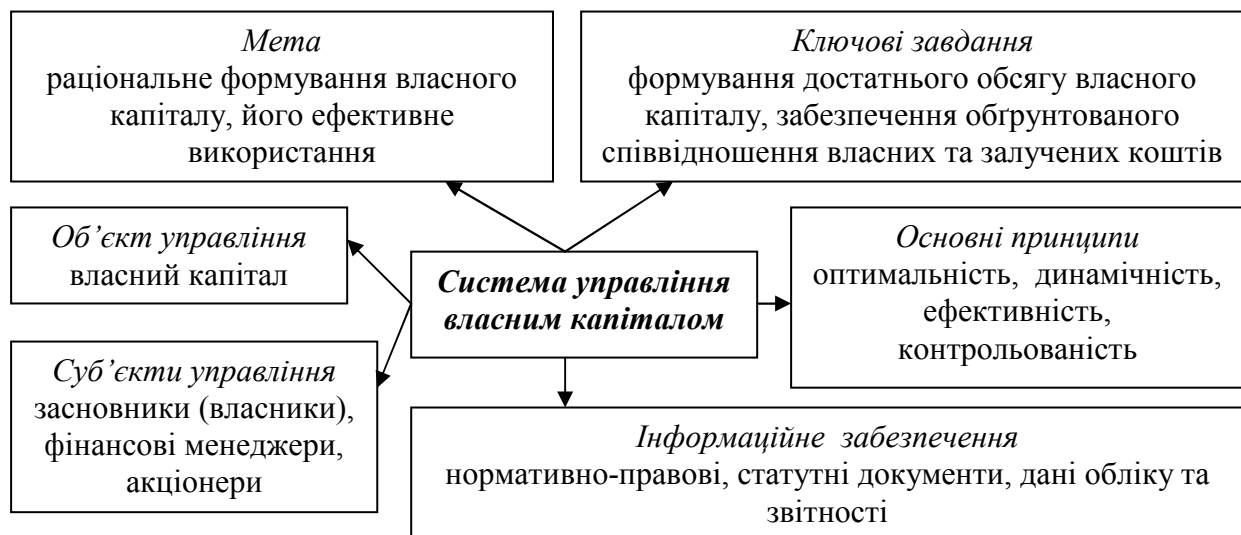 Мета
раціональне формування власного
капіталу, його ефективне
використання
Ключові завдання
формування достатнього обсягу власного
капіталу, забезпечення обґрунтованого
співвідношення власних та залучених коштів
Об’єкт управління
власний капітал
Система управління
власним капіталом
Основні принципи
оптимальність, динамічність,
ефективність,
контрольованість
Суб’єкти управління
засновники (власники),
фінансові менеджери,
акціонери
Інформаційне забезпечення
нормативно-правові, статутні документи, дані обліку та
звітності